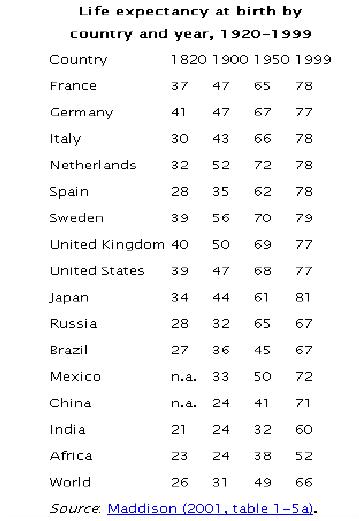 Life expectancy at birth by
country and year, 1920-1999
Country 1820 1900 1950 1999
France 37 47 65 78
Germany 41 47 67 77
Italy 30 43 66 78
Netherlands 32 52 72 78
Spain 28 35 62 78
Sweden 39 56 70 79
United Kingdom 40 50 69 77
United States 39 47 68 77
Japan 34 44 61 81
Russia 28 32 65 67
Brazil 27 36 45 67
Mexico n.a. 33 50 72
China n.a. 24 41 71
India 21 24 32 60
Africa 23 24 38 52
World 26 31 49 66
Source: Maddison (2001, table 1-5a).